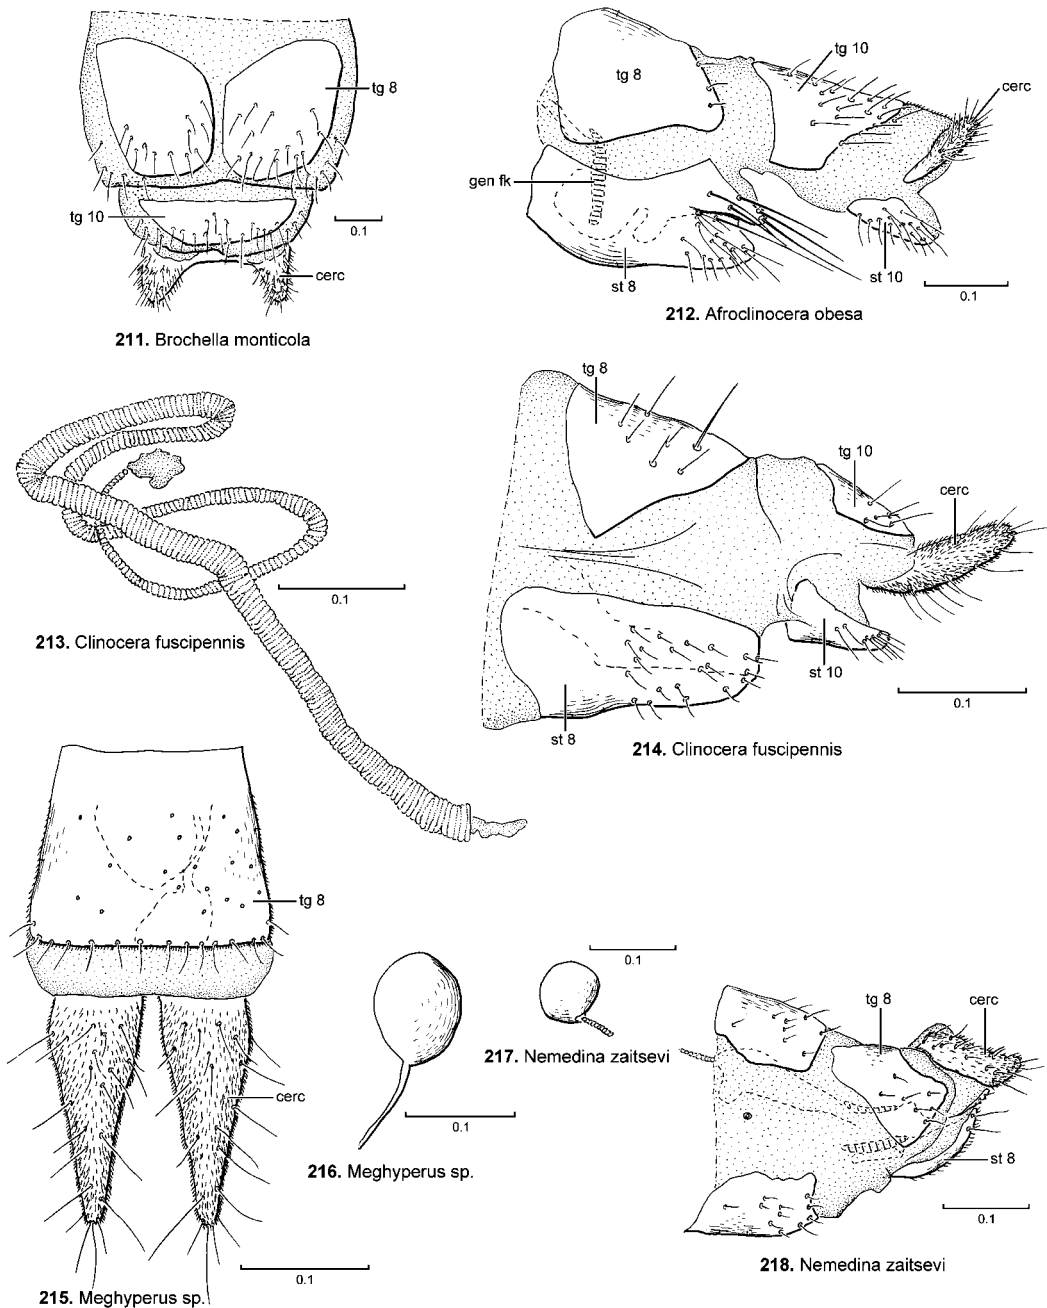 tg 8
tg 10
0.1
cerc
211. Brochella monticola
tg 8
tg 10
cerc
gen fk
st 8
st 10
0.1
212. Afroclinocera obesa
0.1
213. Clinocera fuscipennis
tg 8
tg 10
cerc
st 10
st 8
0.1
214. Clinocera fuscipennis
tg 8
cerc
0.1
215. Meghyperus sp.
0.1
216. Meghyperus sp.
0.1
217. Nemedina zaitsevi
tg 8
cerc
st 8
0.1
218. Nemedina zaitsevi